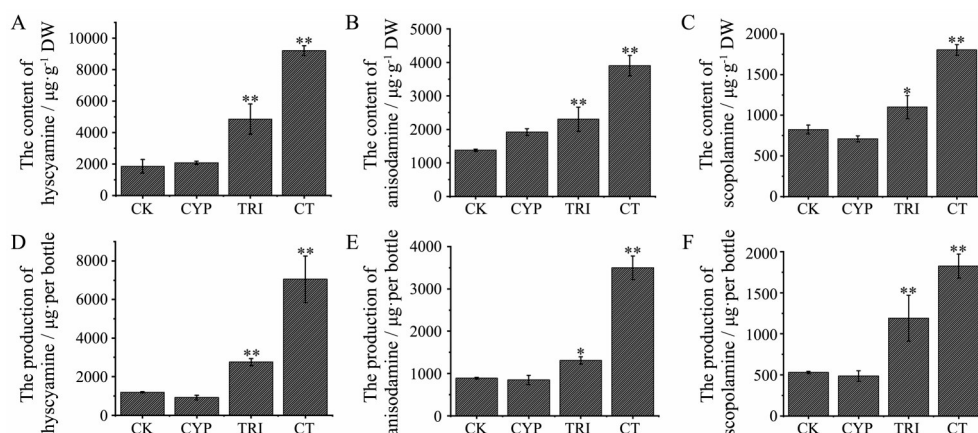 A
The content of
hyscyamine / μg·g⁻¹ DW
10000
8000
6000
4000
2000
0
**
**
CK CYP TRI CT
B
The content of
anisodamine / μg·g⁻¹ DW
5000
4000
3000
2000
1000
0
**
**
CK CYP TRI CT
C
The content of
scopolamine / μg·g⁻¹ DW
2000
1500
1000
500
0
*
**
CK CYP TRI CT
D
The production of
hyscyamine / μg·per bottle
8000
6000
4000
2000
0
**
**
CK CYP TRI CT
E
The production of
anisodamine / μg·per bottle
4000
3000
2000
1000
0
*
**
CK CYP TRI CT
F
The production of
scopolamine / μg·per bottle
2000
1500
1000
500
0
**
**
CK CYP TRI CT